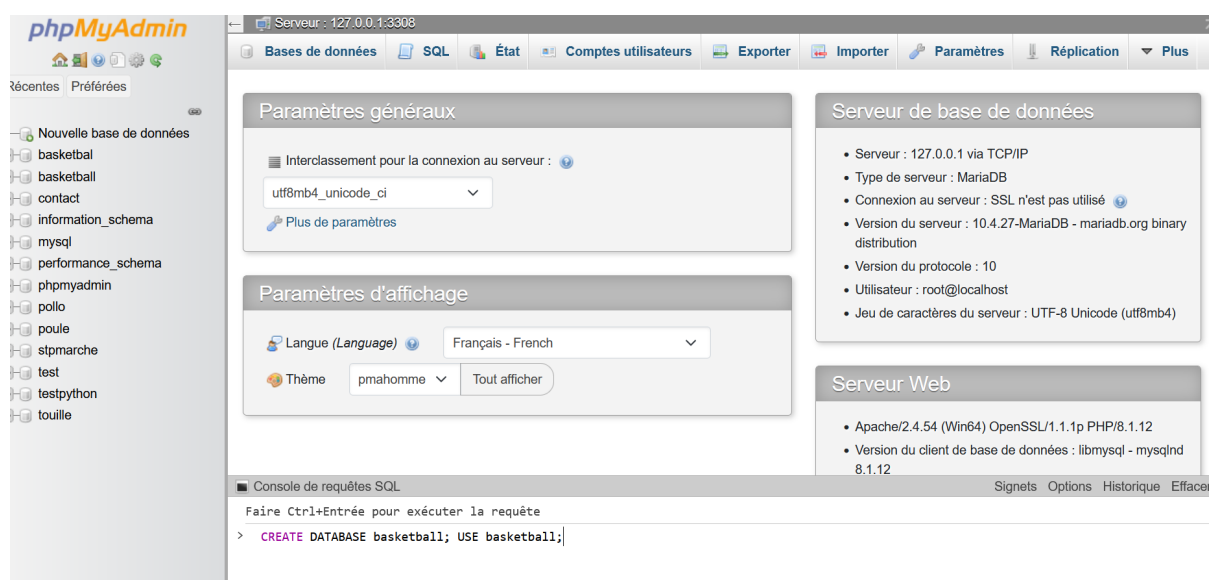 phpMyAdmin
Récentes Préférées
Nouvelle base de données
basketbal
basketball
contact
information_schema
mysql
performance_schema
phpmyadmin
pollo
poule
stpmarche
test
testpython
touille
← Serveur : 127.0.0.1:3308
Bases de données SQL État Comptes utilisateurs Exporter Importer Paramètres Réplication Plus
Paramètres généraux
Interclassement pour la connexion au serveur :
utf8mb4_unicode_ci
Plus de paramètres
Paramètres d'affichage
Langue (Language) Français - French
Thème pmahomme Tout afficher
Serveur de base de données
• Serveur : 127.0.0.1 via TCP/IP
• Type de serveur : MariaDB
• Connexion au serveur : SSL n'est pas utilisé
• Version du serveur : 10.4.27-MariaDB - mariadb.org binary
distribution
• Version du protocole : 10
• Utilisateur : root@localhost
• Jeu de caractères du serveur : UTF-8 Unicode (utf8mb4)
Serveur Web
• Apache/2.4.54 (Win64) OpenSSL/1.1.1p PHP/8.1.12
• Version du client de base de données : libmysql - mysqlnd
8.1.12
Console de requêtes SQL Signets Options Historique Effacer
Faire Ctrl+Entrée pour exécuter la requête
> CREATE DATABASE basketball; USE basketball;